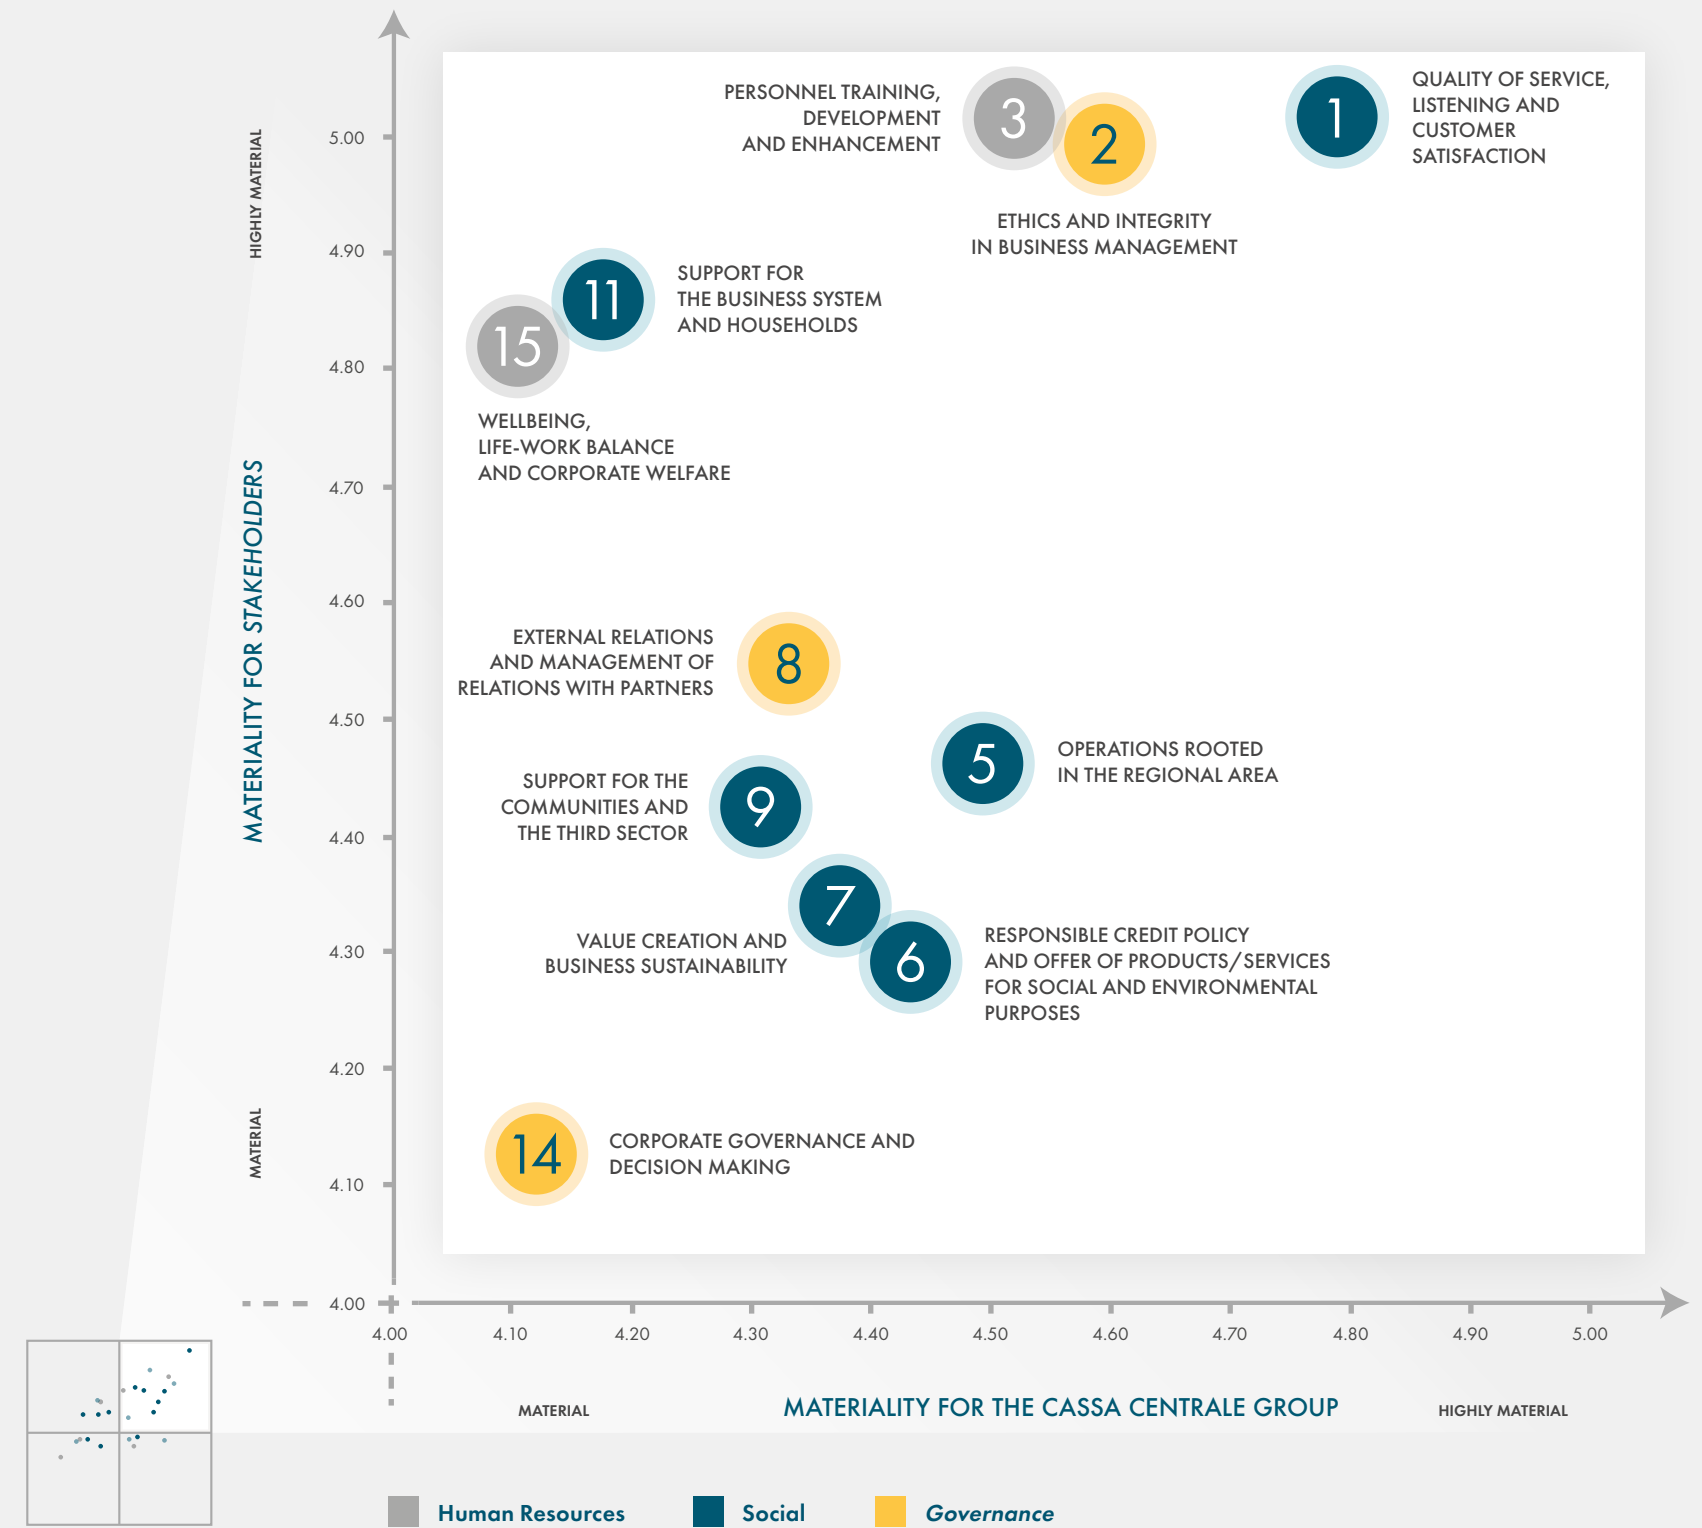 PERSONNEL TRAINING,
DEVELOPMENT
AND ENHANCEMENT
3
2
ETHICS AND INTEGRITY
IN BUSINESS MANAGEMENT
1
QUALITY OF SERVICE,
LISTENING AND
CUSTOMER
SATISFACTION
11
SUPPORT FOR
THE BUSINESS SYSTEM
AND HOUSEHOLDS
15
WELLBEING,
LIFE-WORK BALANCE
AND CORPORATE WELFARE
EXTERNAL RELATIONS
AND MANAGEMENT OF
RELATIONS WITH PARTNERS
8
5
OPERATIONS ROOTED
IN THE REGIONAL AREA
SUPPORT FOR THE
COMMUNITIES AND
THE THIRD SECTOR
9
7
VALUE CREATION AND
BUSINESS SUSTAINABILITY
6
RESPONSIBLE CREDIT POLICY
AND OFFER OF PRODUCTS/SERVICES
FOR SOCIAL AND ENVIRONMENTAL
PURPOSES
14
CORPORATE GOVERNANCE AND
DECISION MAKING
HIGHLY MATERIAL
MATERIALITY FOR STAKEHOLDERS
MATERIAL
5.00
4.90
4.80
4.70
4.60
4.50
4.40
4.30
4.20
4.10
4.00
4.00
4.10
4.20
4.30
4.40
4.50
4.60
4.70
4.80
4.90
5.00
MATERIAL
MATERIALITY FOR THE CASSA CENTRALE GROUP
HIGHLY MATERIAL
Human Resources
Social
Governance